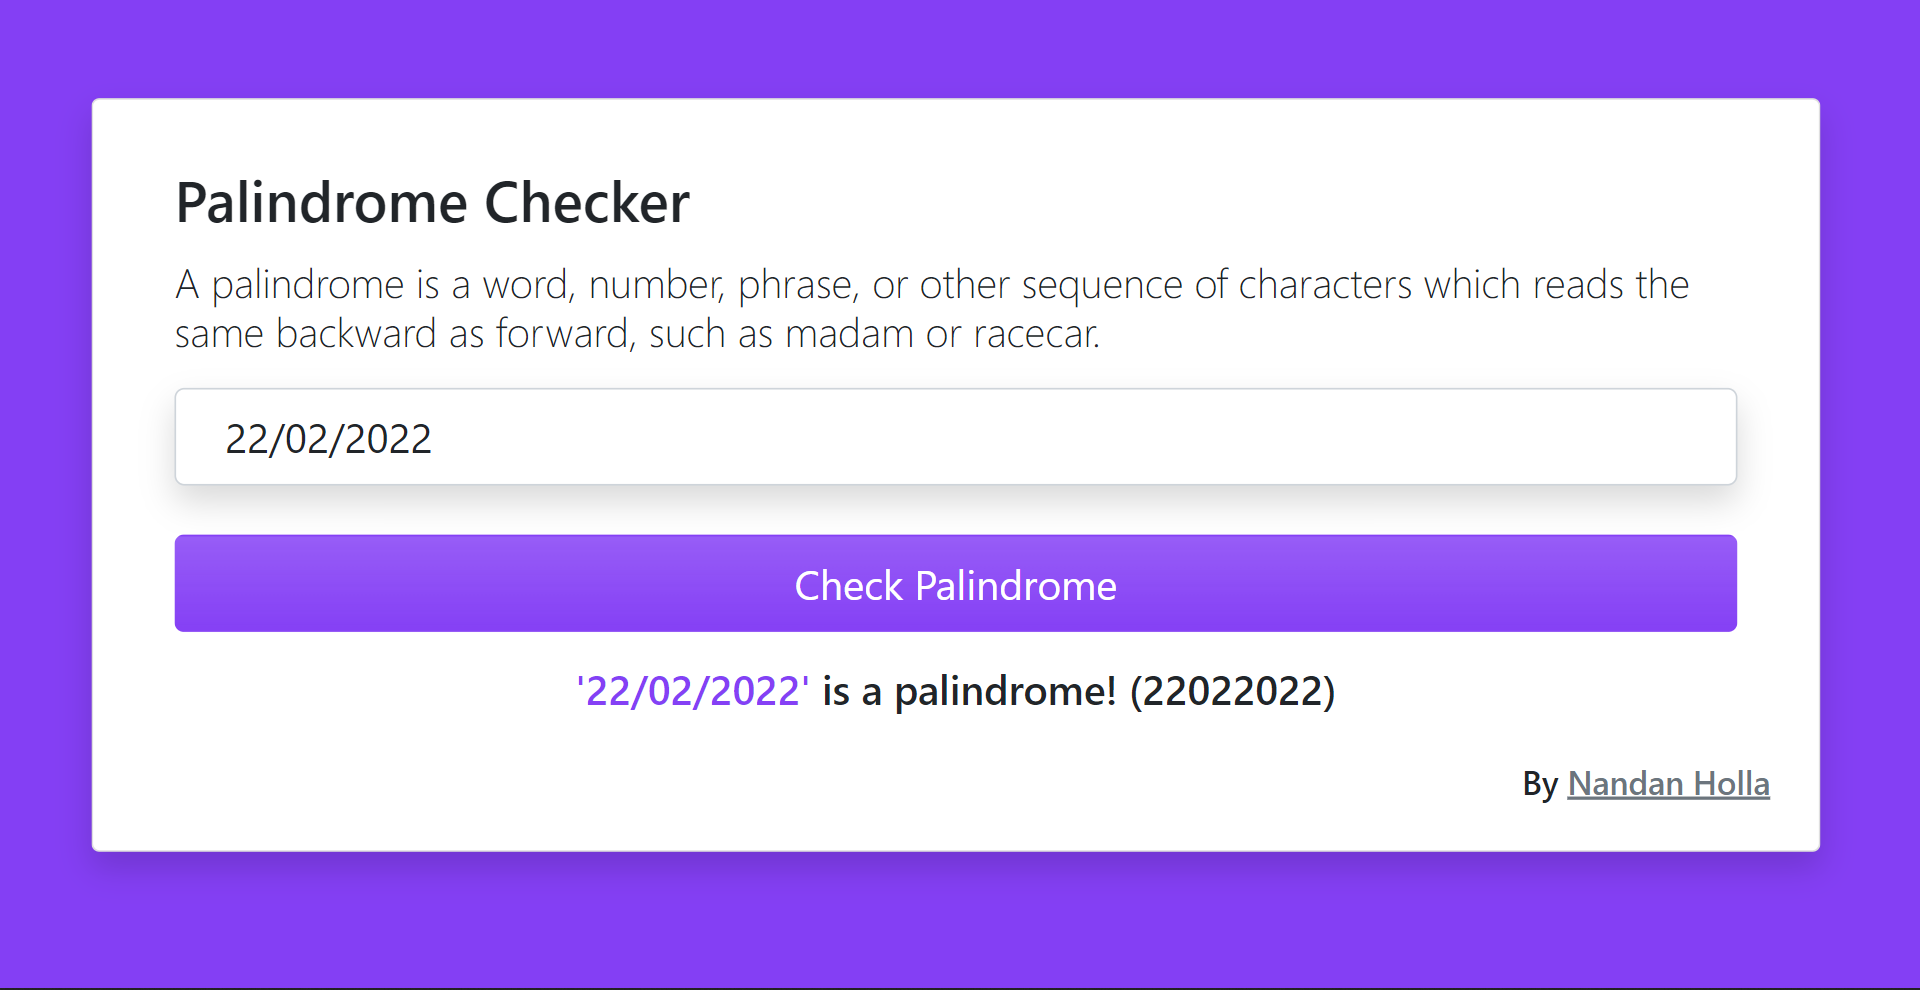 Palindrome Checker
A palindrome is a word, number, phrase, or other sequence of characters which reads the
same backward as forward, such as madam or racecar.
22/02/2022
Check Palindrome
'22/02/2022' is a palindrome! (22022022)
By Nandan Holla